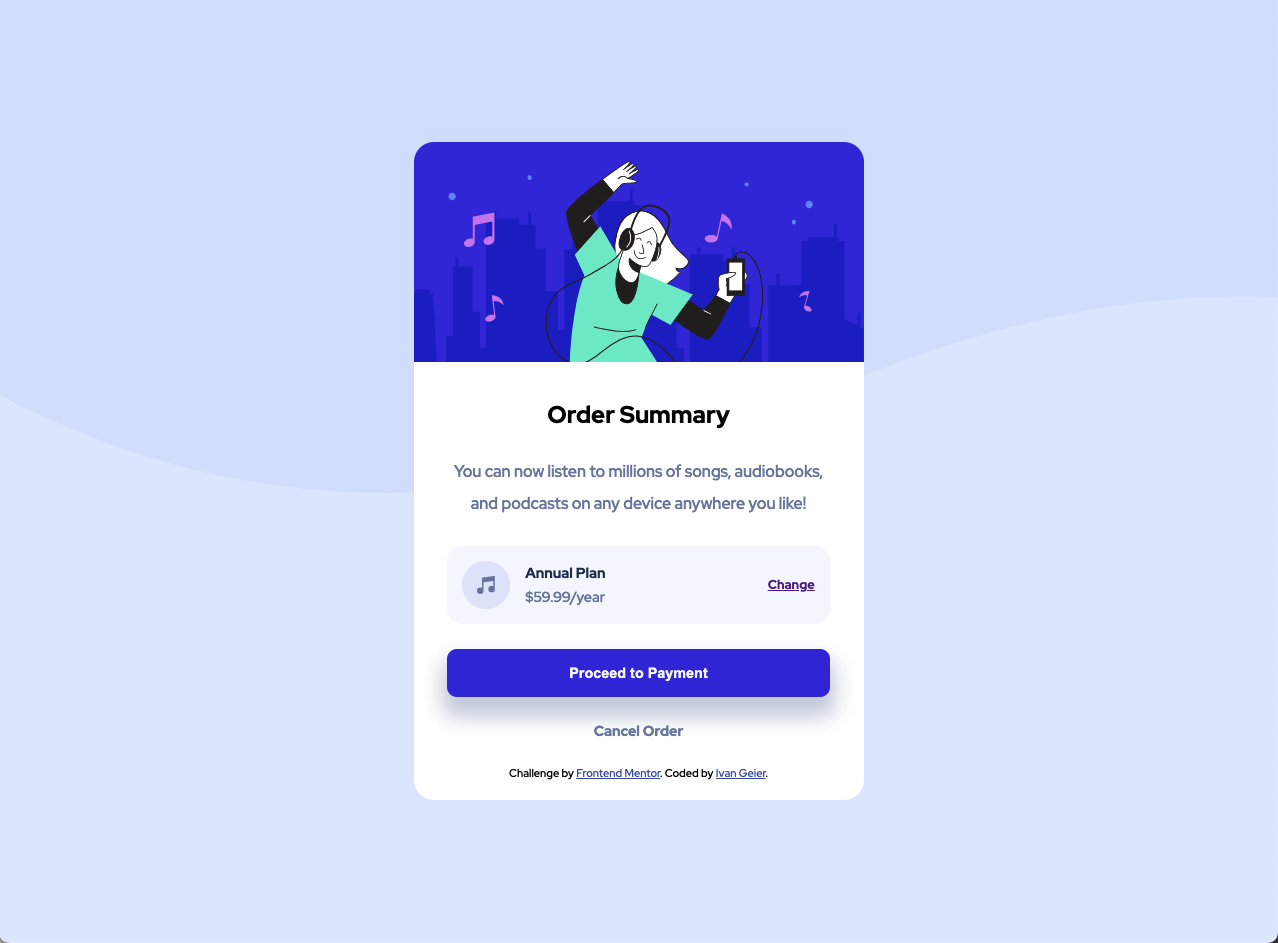 Order Summary
You can now listen to millions of songs, audiobooks,
and podcasts on any device anywhere you like!
Annual Plan
$59.99/year
Change
Proceed to Payment
Cancel Order
Challenge by Frontend Mentor. Coded by Ivan Geier.